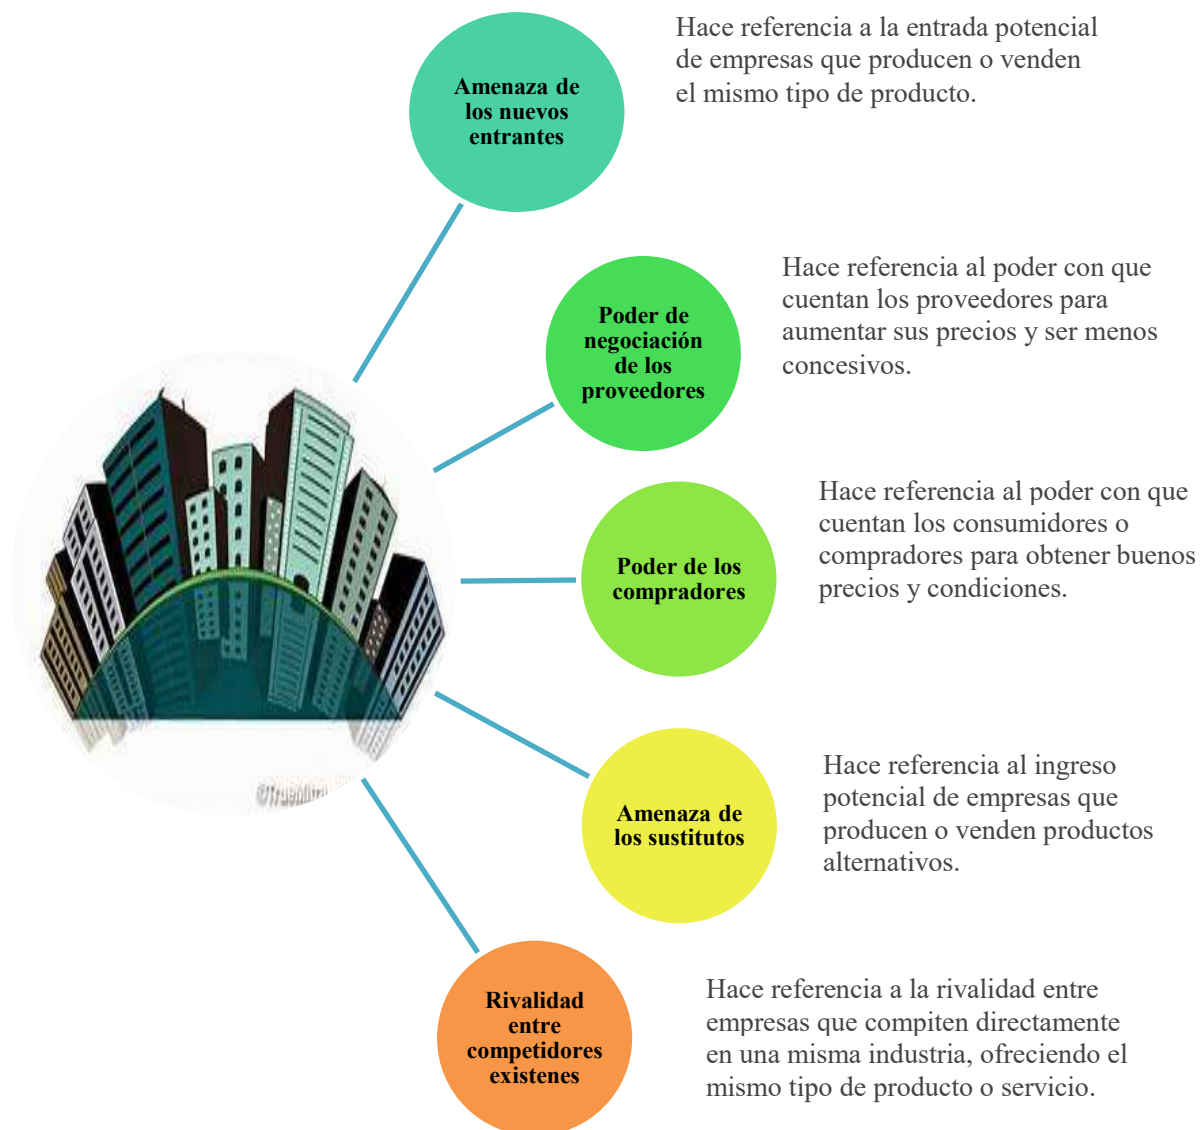 Amenaza de
los nuevos
entrantes
Hace referencia a la entrada potencial
de empresas que producen o venden
el mismo tipo de producto.
Poder de
negociación
de los
proveedores
Hace referencia al poder con que
cuentan los proveedores para
aumentar sus precios y ser menos
concesivos.
Poder de los
compradores
Hace referencia al poder con que
cuentan los consumidores o
compradores para obtener buenos
precios y condiciones.
Amenaza de
los sustitutos
Hace referencia al ingreso
potencial de empresas que
producen o venden productos
alternativos.
Rivalidad
entre
competidores
existenes
Hace referencia a la rivalidad entre
empresas que compiten directamente
en una misma industria, ofreciendo el
mismo tipo de producto o servicio.